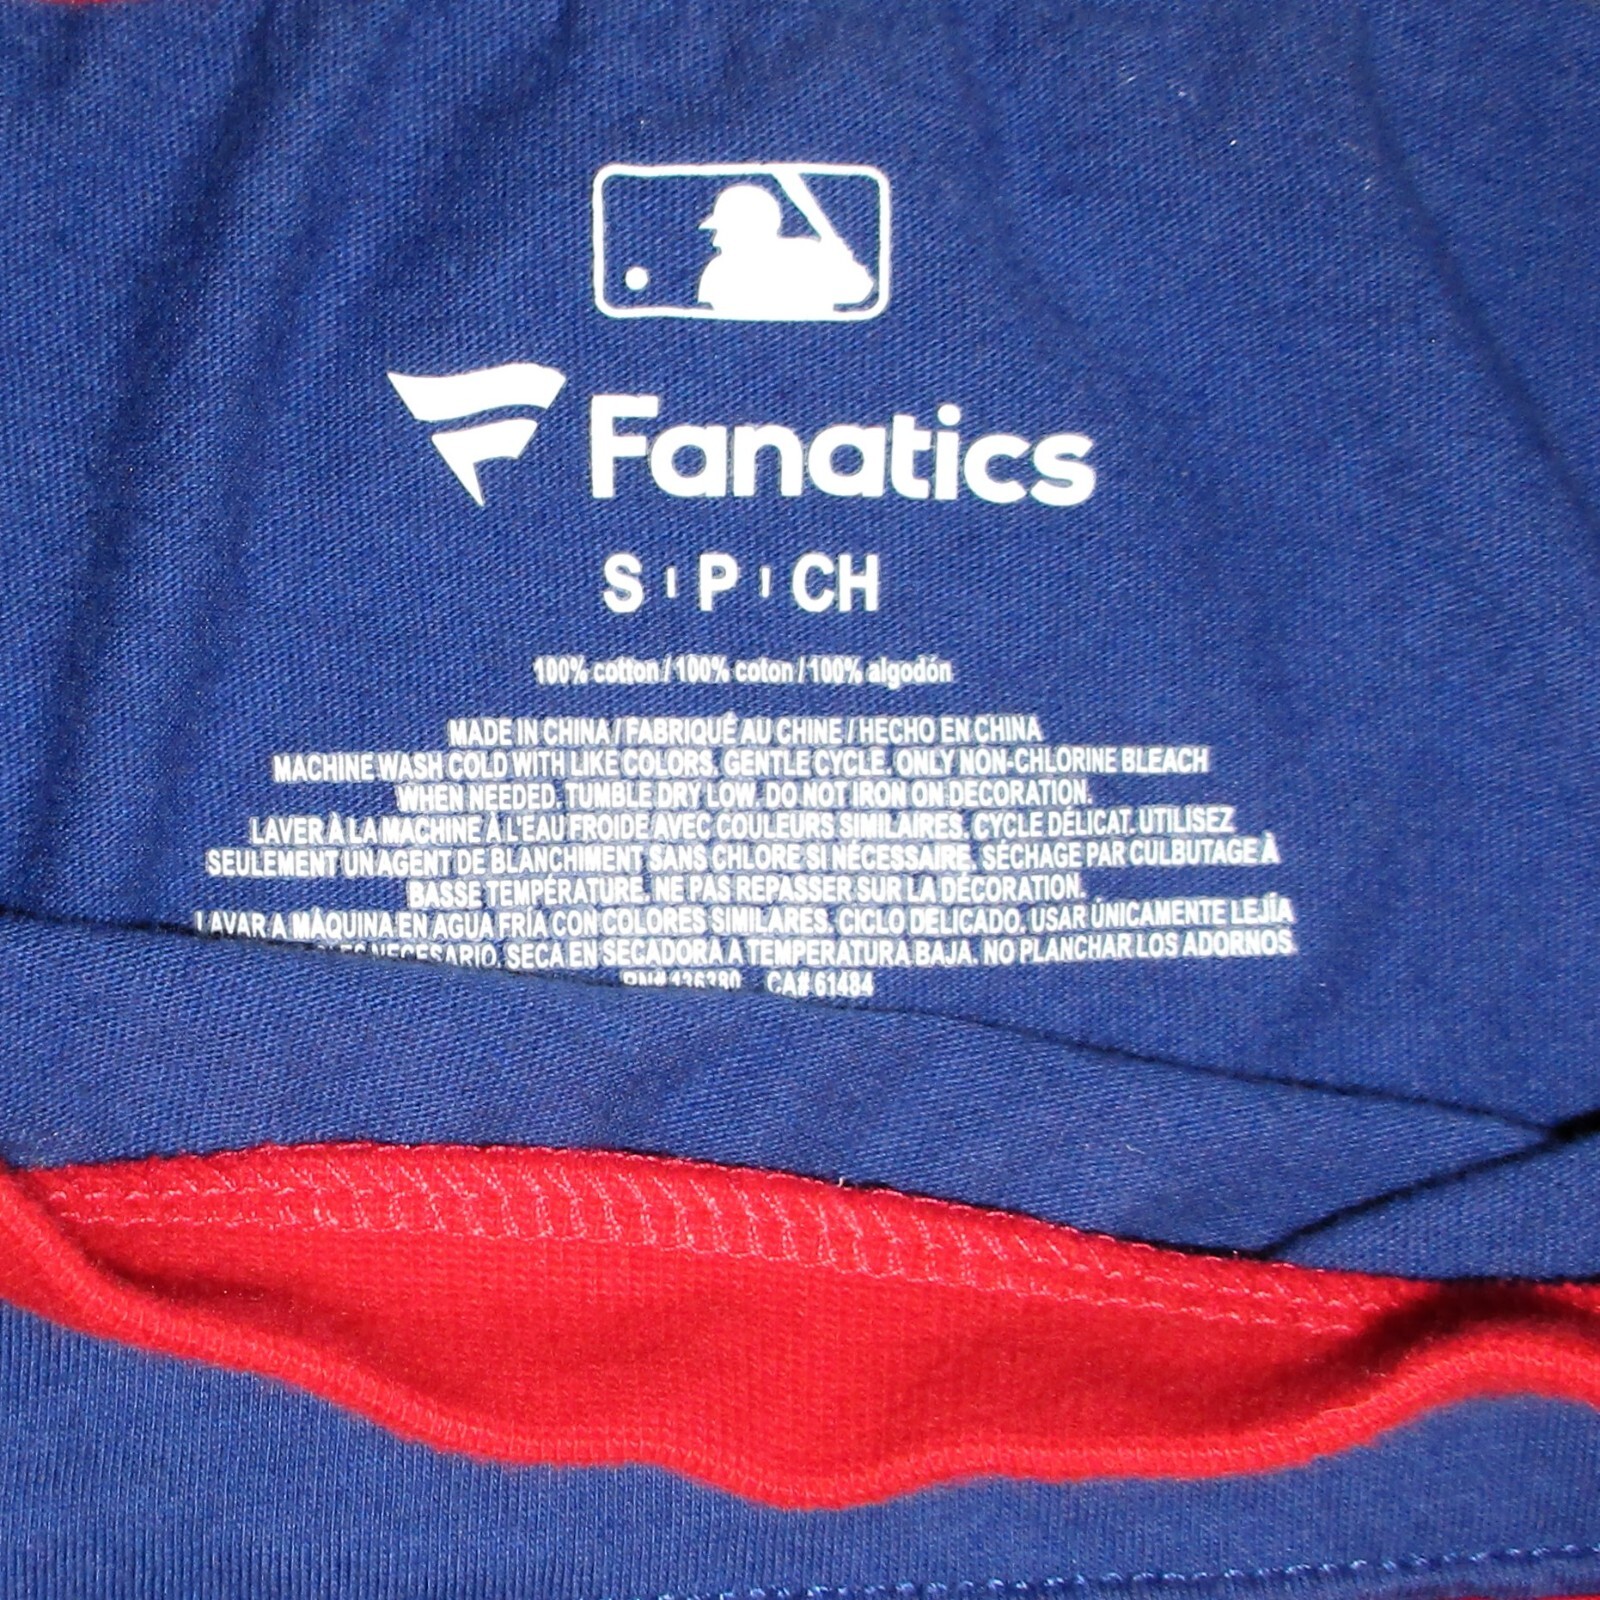 Fanatics
S | P | CH
100% cotton / 100% coton / 100% algodón
MADE IN CHINA / FABRIQUÉ AU CHINE / HECHO EN CHINA
MACHINE WASH COLD WITH LIKE COLORS. GENTLE CYCLE. ONLY NON-CHLORINE BLEACH
WHEN NEEDED. TUMBLE DRY LOW. DO NOT IRON ON DECORATION.
LAVER À LA MACHINE À L'EAU FROIDE AVEC COULEURS SIMILAIRES. CYCLE DÉLICAT. UTILISEZ
SEULEMENT UN AGENT DE BLANCHIMENT SANS CHLORE SI NÉCESSAIRE. SÉCHAGE PAR CULBUTAGE À
BASSE TEMPÉRATURE. NE PAS REPASSER SUR LA DÉCORATION.
LAVAR A MÁQUINA EN AGUA FRÍA CON COLORES SIMILARES. CICLO DELICADO. USAR ÚNICAMENTE LEJÍA
ES NECESARIO. SECA EN SECADORA A TEMPERATURA BAJA. NO PLANCHAR LOS ADORNOS.
RN# CA# 61484